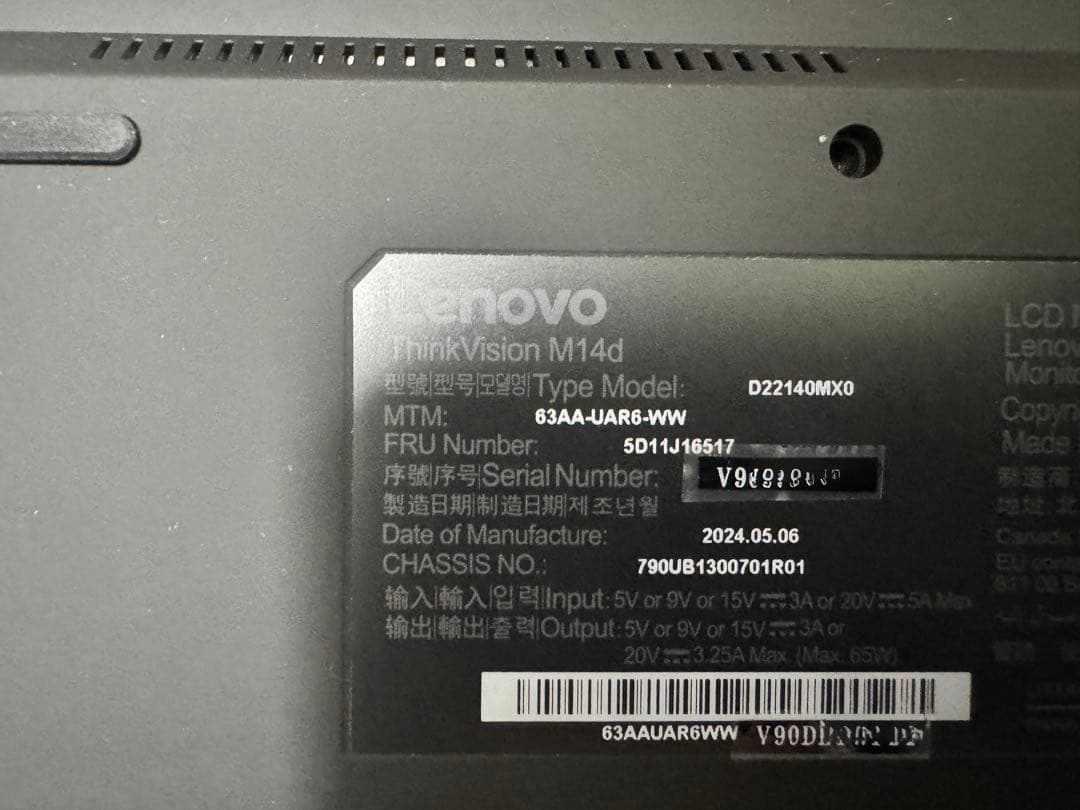 Lenovo
ThinkVision M14d
型號|型号|모델명|Type Model: D22140MX0
MTM: 63AA-UAR6-WW
FRU Number: 5D11J16517
序號|序号|Serial Number:
製造日期|制造日期|제조년월
Date of Manufacture: 2024.05.06
CHASSIS NO.: 790UB1300701R01
输入|輸入|입력|Input: 5V or 9V or 15V⎓3A or 20V⎓5A Max
输出|輸出|출력|Output: 5V or 9V or 15V⎓3A or
20V⎓3.25A Max. (Max. 65W)
63AAUAR6WW
LCD
Made
Canada